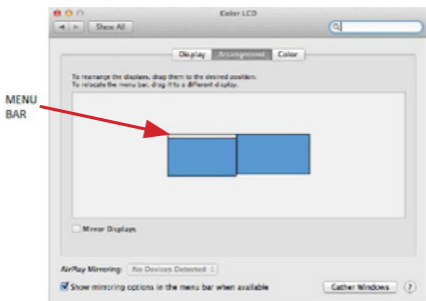 Color LCD
Show All
Display Arrangement Color
To rearrange the displays, drag them to the desired position.
To relocate the menu bar, drag it to a different display.
MENU
BAR
Mirror Displays
AirPlay Mirroring: No Devices Detected
Show mirroring options in the menu bar when available
Gather Windows ?